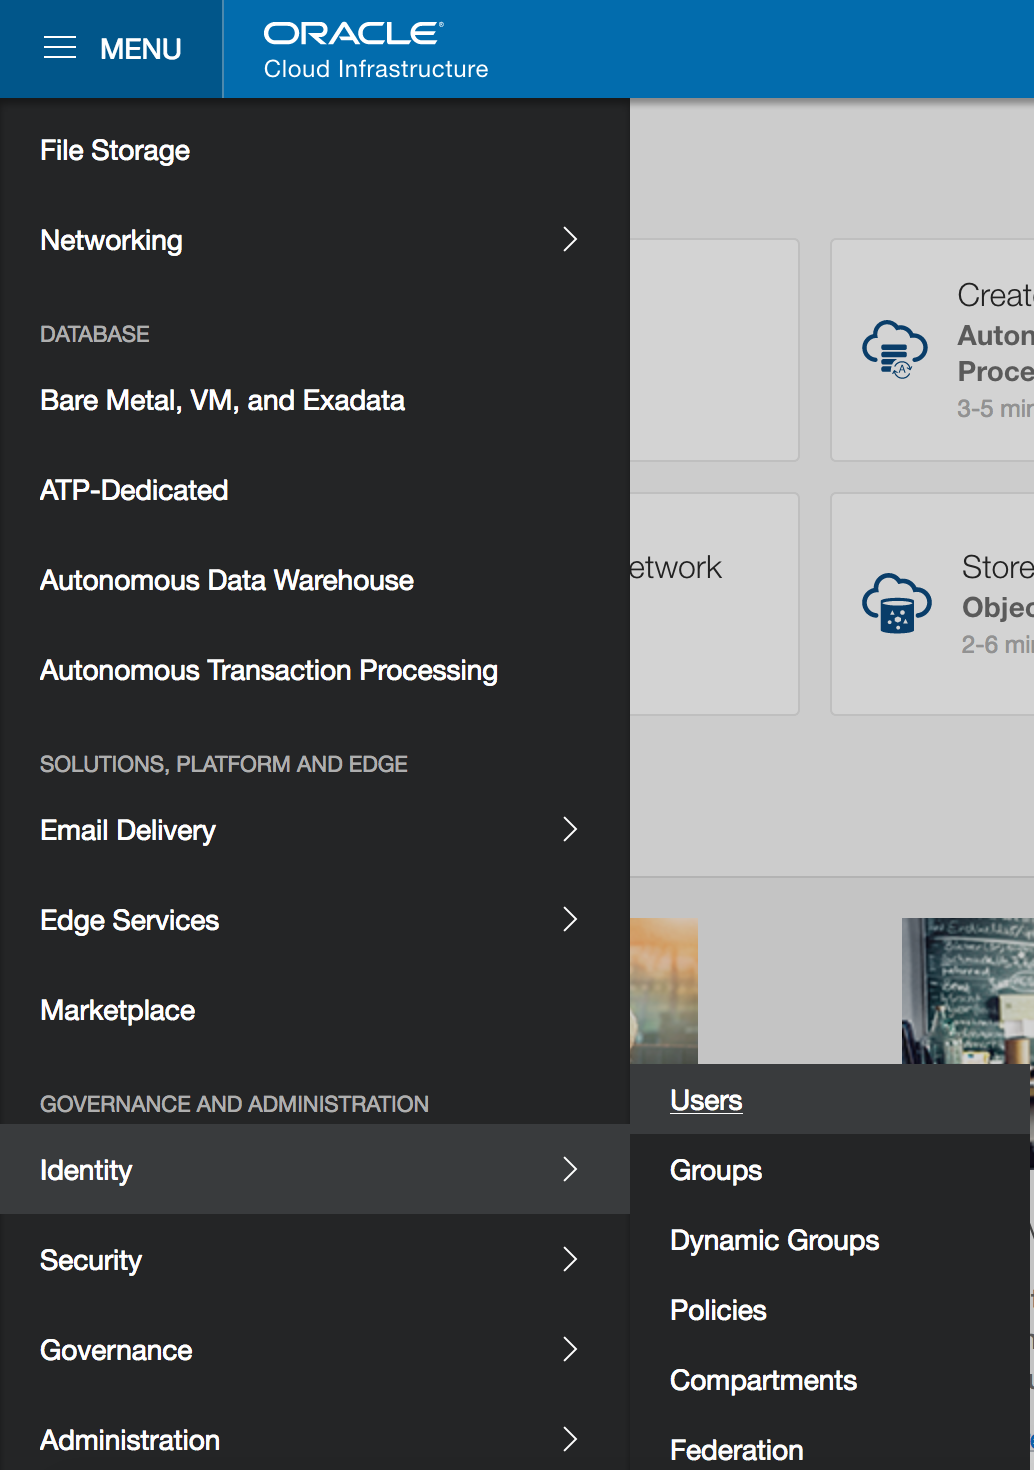 MENU
ORACLE
Cloud Infrastructure
File Storage
Networking
DATABASE
Bare Metal, VM, and Exadata
ATP-Dedicated
Autonomous Data Warehouse
Autonomous Transaction Processing
SOLUTIONS, PLATFORM AND EDGE
Email Delivery
Edge Services
Marketplace
GOVERNANCE AND ADMINISTRATION
Identity
Security
Governance
Administration
Users
Groups
Dynamic Groups
Policies
Compartments
Federation
etwork
Creat
Auton
Proce
3-5 min
Store
Objec
2-6 min